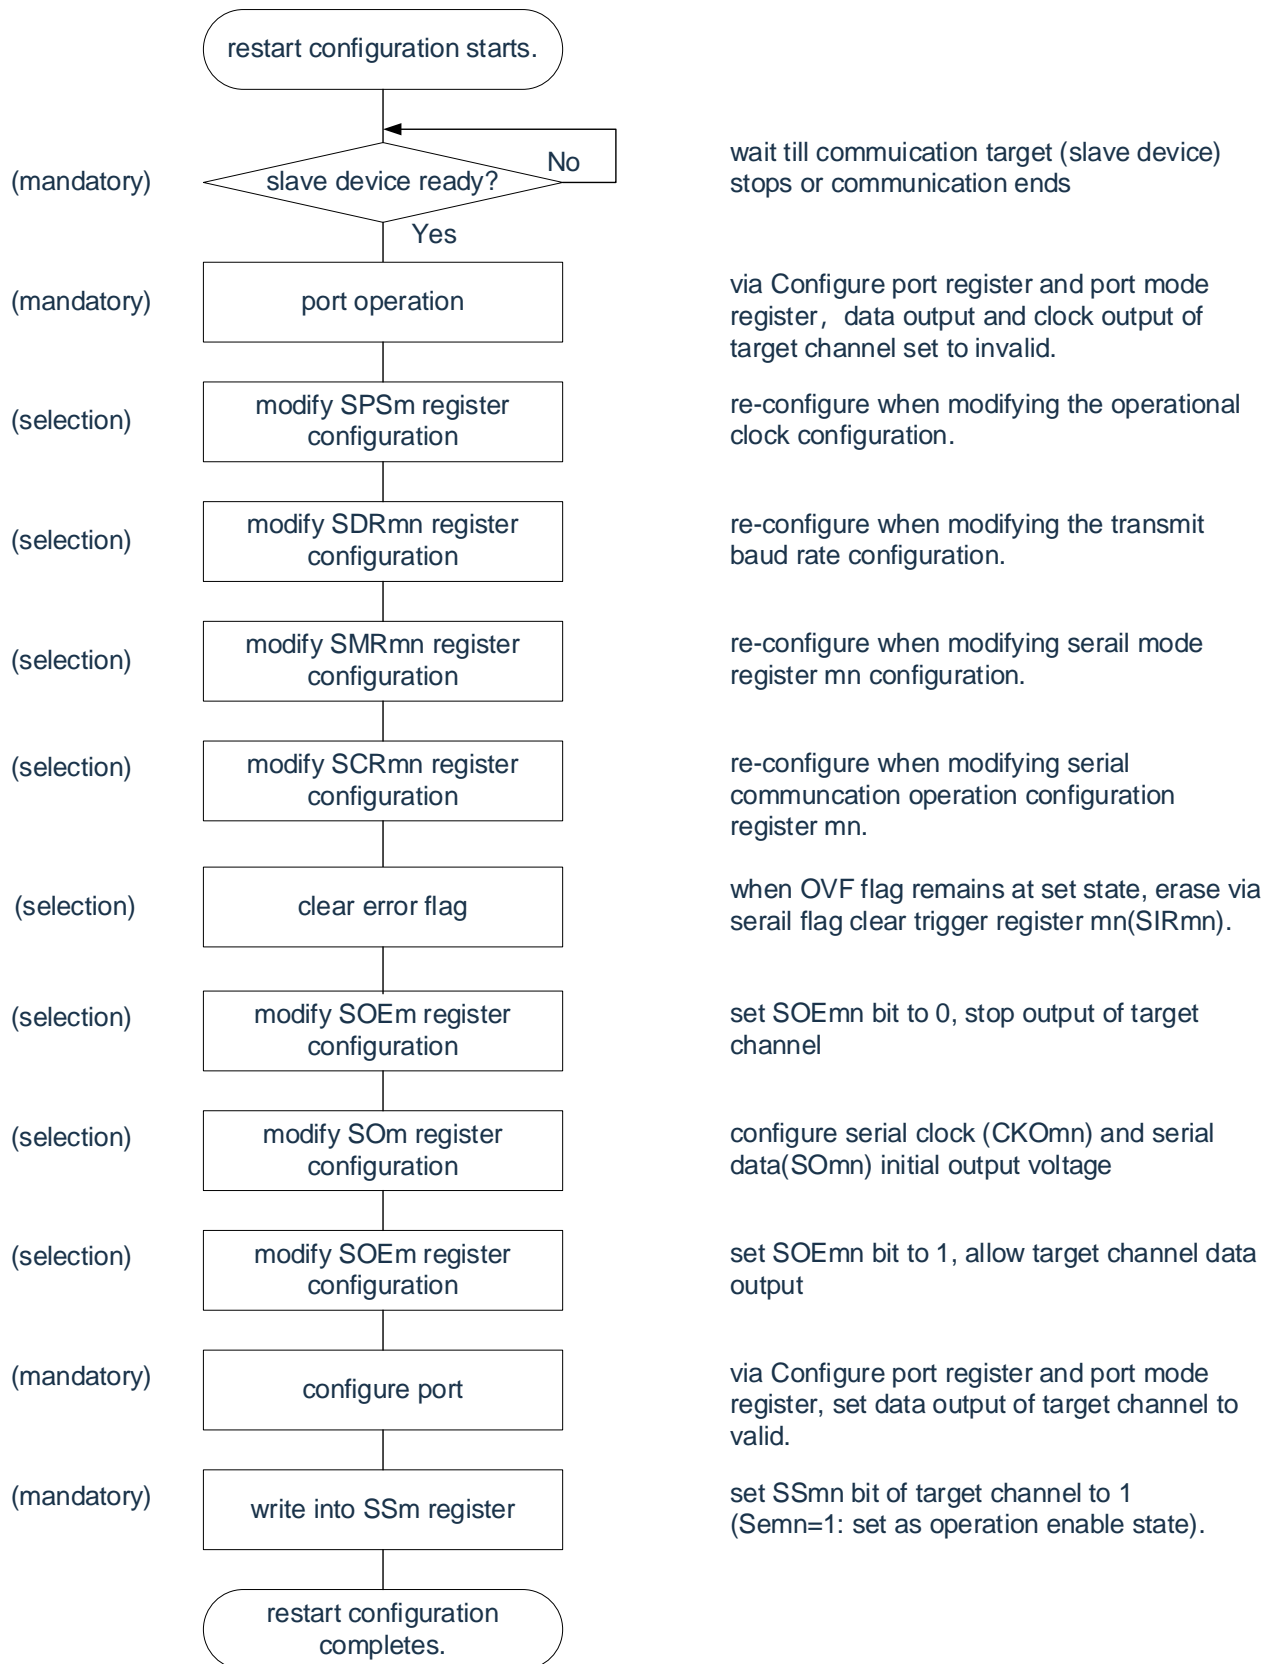 restart configuration starts.
No
(mandatory)
slave device ready?
wait till commuication target (slave device)
stops or communication ends
Yes
(mandatory)
port operation
via Configure port register and port mode
register，data output and clock output of
target channel set to invalid.
(selection)
modify SPSm register
configuration
re-configure when modifying the operational
clock configuration.
(selection)
modify SDRmn register
configuration
re-configure when modifying the transmit
baud rate configuration.
(selection)
modify SMRmn register
configuration
re-configure when modifying serail mode
register mn configuration.
(selection)
modify SCRmn register
configuration
re-configure when modifying serial
communcation operation configuration
register mn.
(selection)
clear error flag
when OVF flag remains at set state, erase via
serail flag clear trigger register mn(SIRmn).
(selection)
modify SOEm register
configuration
set SOEmn bit to 0, stop output of target
channel
(selection)
modify SOm register
configuration
configure serial clock (CKOmn) and serial
data(SOmn) initial output voltage
(selection)
modify SOEm register
configuration
set SOEmn bit to 1, allow target channel data
output
(mandatory)
configure port
via Configure port register and port mode
register, set data output of target channel to
valid.
(mandatory)
write into SSm register
set SSmn bit of target channel to 1
(Semn=1: set as operation enable state).
restart configuration
completes.